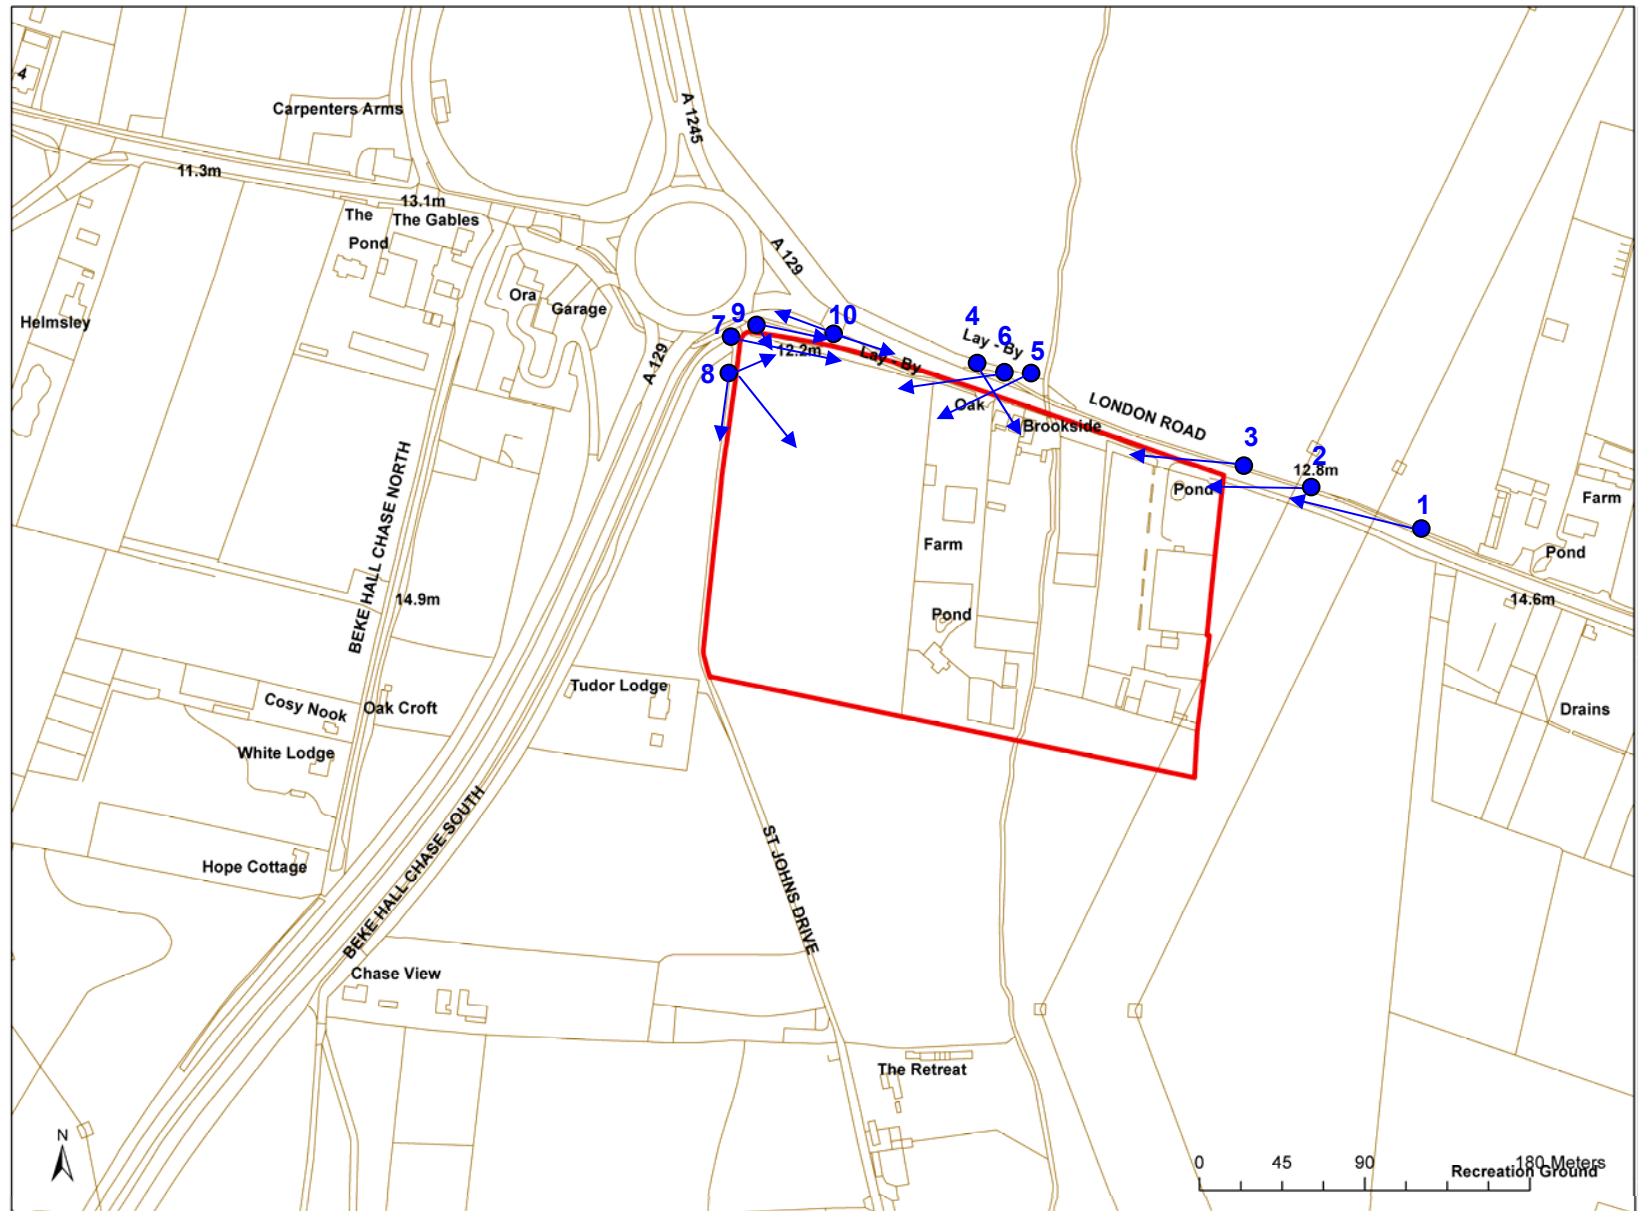 4
Carpenters Arms
A 1245
11.3m
13.1m
The
The Gables
Pond
A 129
Ora
Garage
Helmsley
9
10
7
4
Lay - By
6
5
12.2m
Lay - By
A 129
8
Oak
Brookside
LONDON ROAD
3
2
12.8m
Pond
1
Farm
BEKE HALL CHASE NORTH
Farm
Pond
14.9m
Pond
14.6m
Tudor Lodge
Cosy Nook
Oak Croft
Drains
White Lodge
BEKE HALL CHASE SOUTH
Hope Cottage
ST JOHNS DRIVE
Chase View
The Retreat
N
0 45 90 180 Meters
Recreation Ground